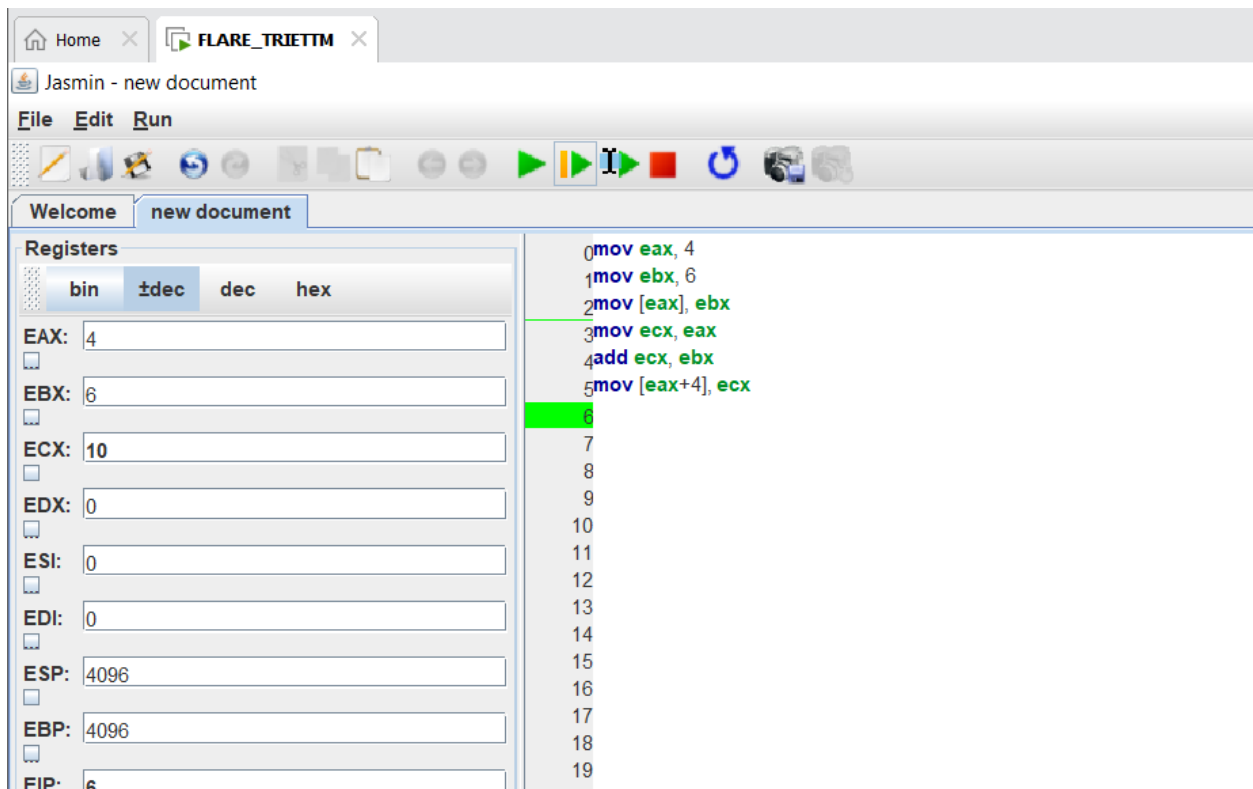 Home
FLARE_TRIETTM
Jasmin - new document
File Edit Run
Welcome
new document
Registers
bin ±dec dec hex
EAX: 4
EBX: 6
ECX: 10
EDX: 0
ESI: 0
EDI: 0
ESP: 4096
EBP: 4096
EIP: 6
0 mov eax, 4
1 mov ebx, 6
2 mov [eax], ebx
3 mov ecx, eax
4 add ecx, ebx
5 mov [eax+4], ecx
6
7
8
9
10
11
12
13
14
15
16
17
18
19